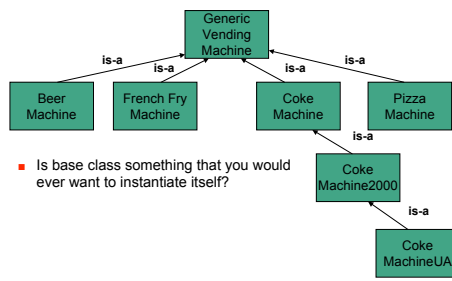 Generic
Vending
Machine
is-a
is-a
is-a
is-a
Beer
Machine
French Fry
Machine
Coke
Machine
Pizza
Machine
is-a
▪ Is base class something that you would
ever want to instantiate itself?
Coke
Machine2000
is-a
Coke
MachineUA